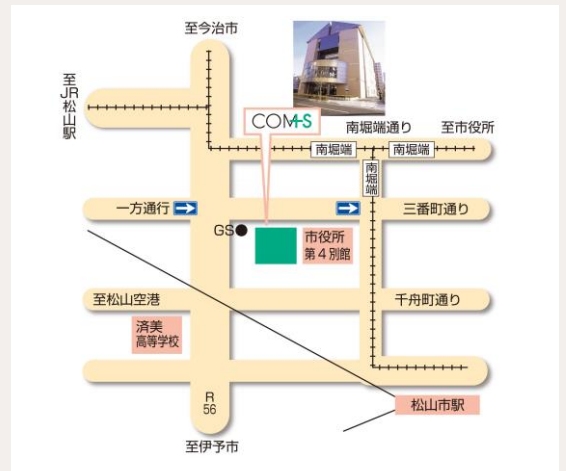 至今治市
至
JR
松山
駅
COMS
南堀端通り
至市役所
南堀端
南堀端
南堀端
一方通行
三番町通り
GS
市役所
第4別館
至松山空港
千舟町通り
済美
高等学校
R
56
松山市駅
至伊予市